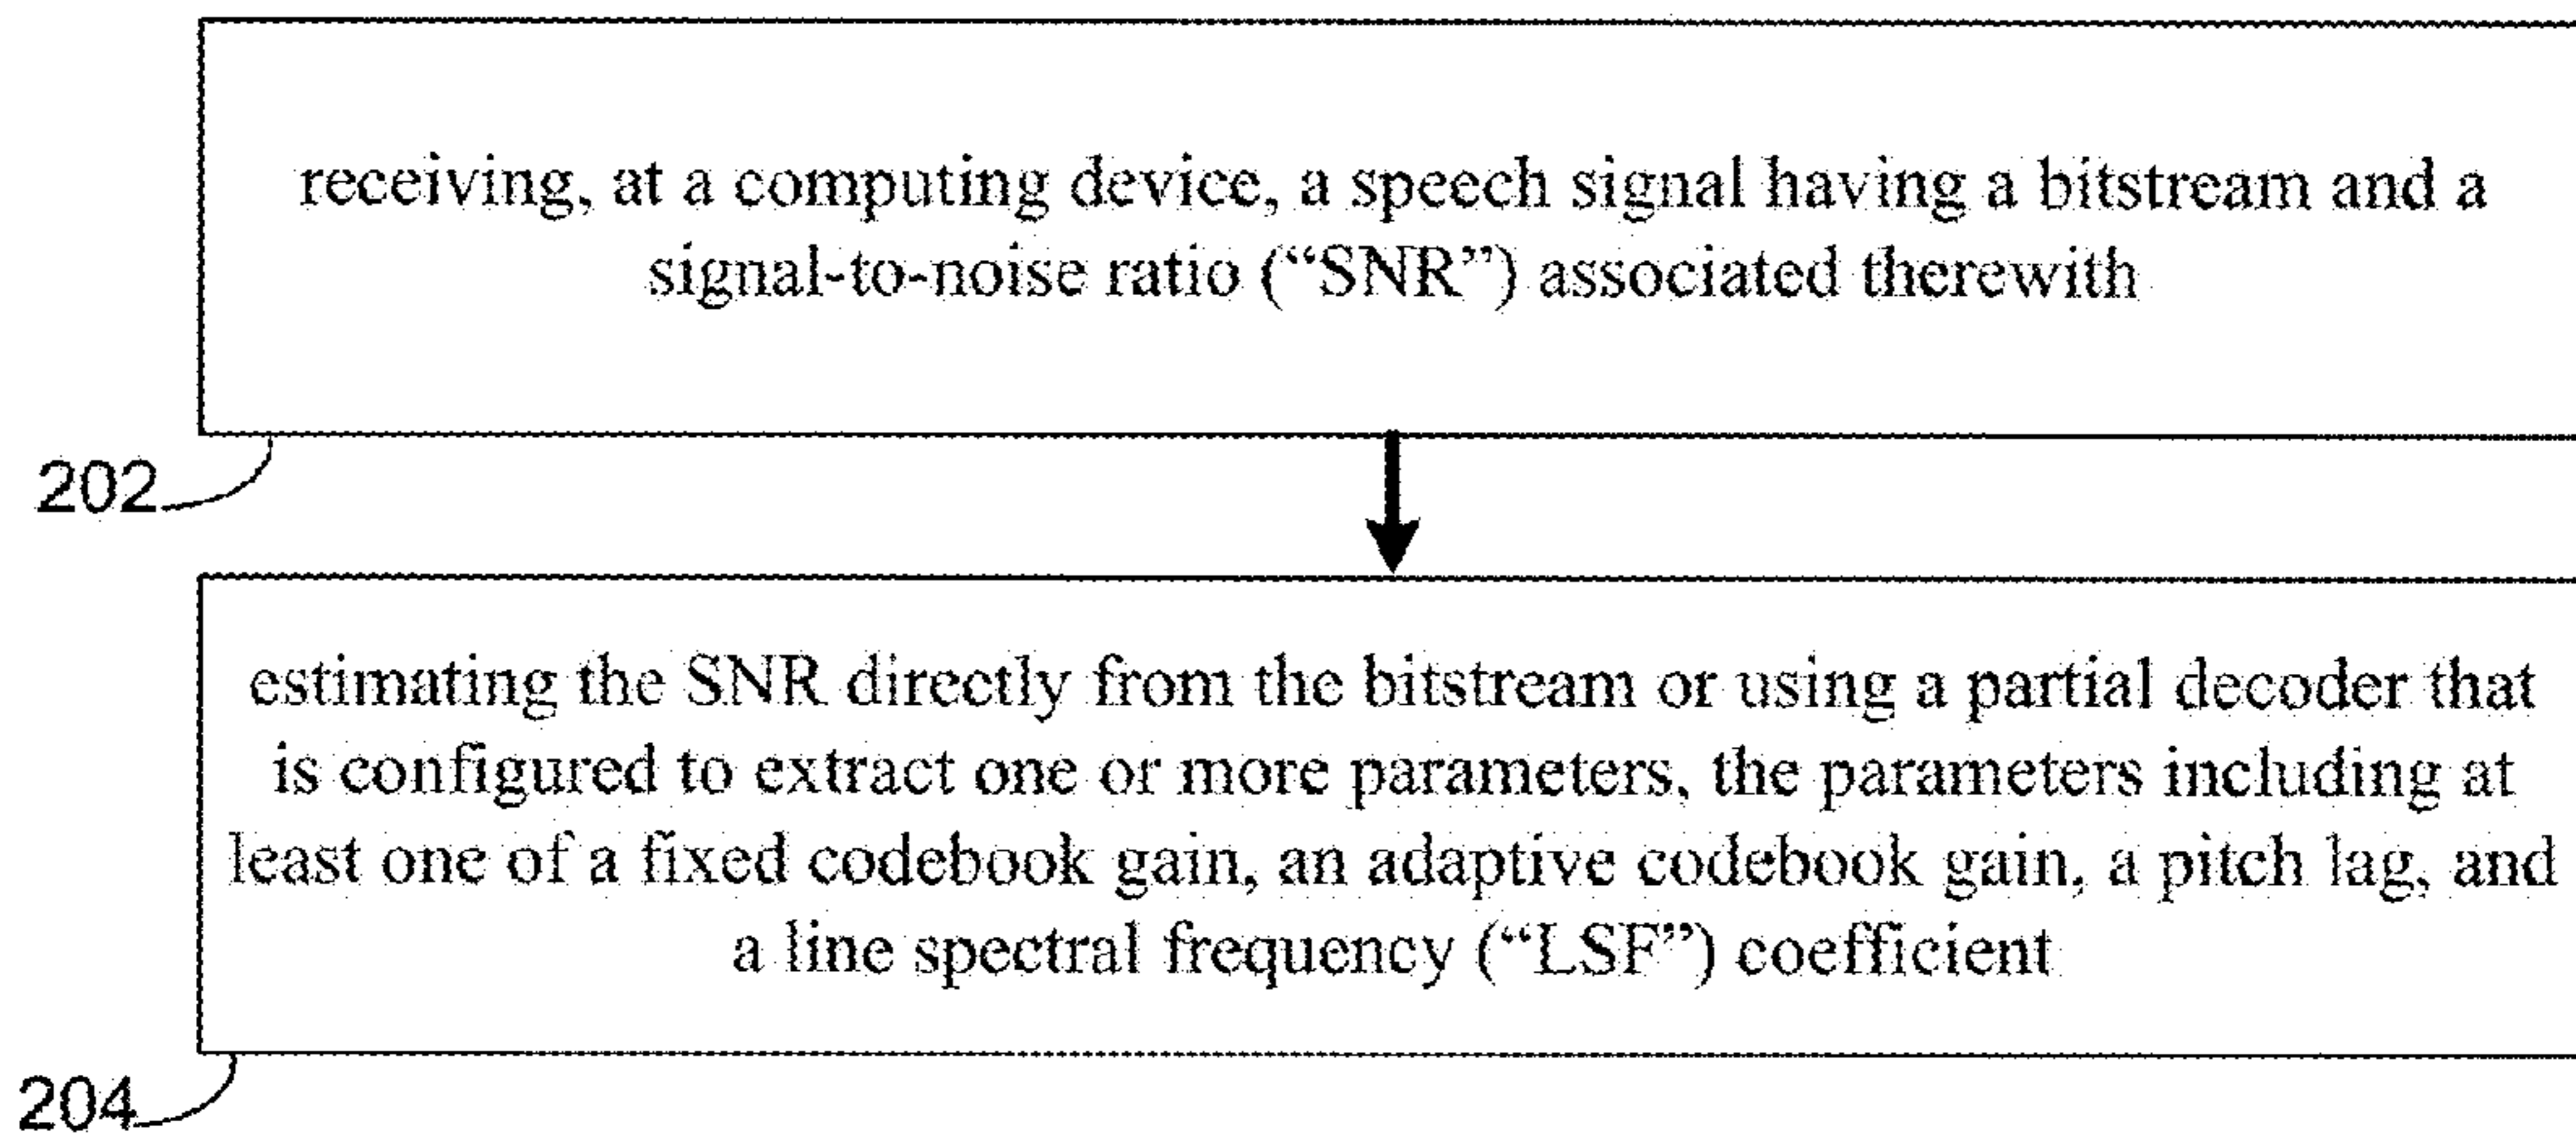 receiving, at a computing device, a speech signal having a bitstream and a
signal-to-noise ratio (“SNR”) associated therewith
202
estimating the SNR directly from the bitstream or using a partial decoder that
is configured to extract one or more parameters, the parameters including at
least one of a fixed codebook gain, an adaptive codebook gain, a pitch lag, and
a line spectral frequency (“LSF”) coefficient
204